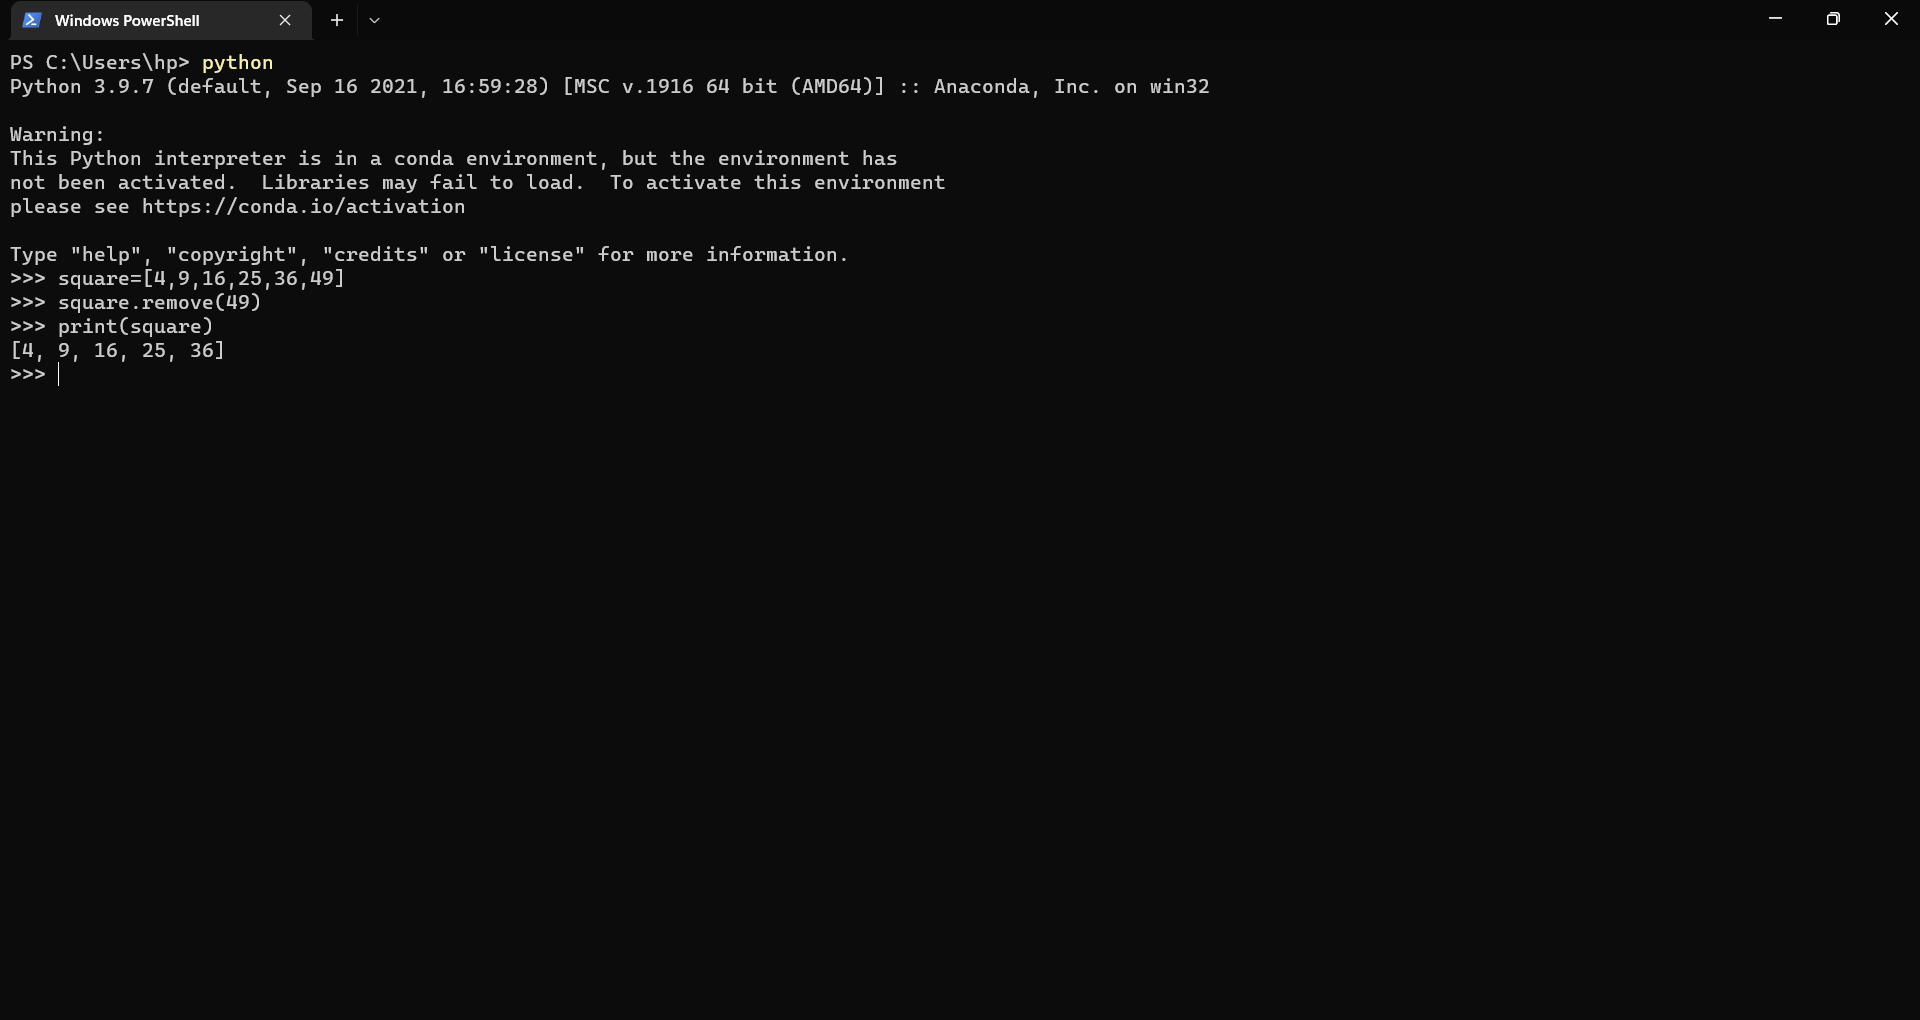 Windows PowerShell
PS C:\Users\hp> python
Python 3.9.7 (default, Sep 16 2021, 16:59:28) [MSC v.1916 64 bit (AMD64)] :: Anaconda, Inc. on win32
Warning:
This Python interpreter is in a conda environment, but the environment has
not been activated.  Libraries may fail to load.  To activate this environment
please see https://conda.io/activation
Type "help", "copyright", "credits" or "license" for more information.
>>> square=[4,9,16,25,36,49]
>>> square.remove(49)
>>> print(square)
[4, 9, 16, 25, 36]
>>>